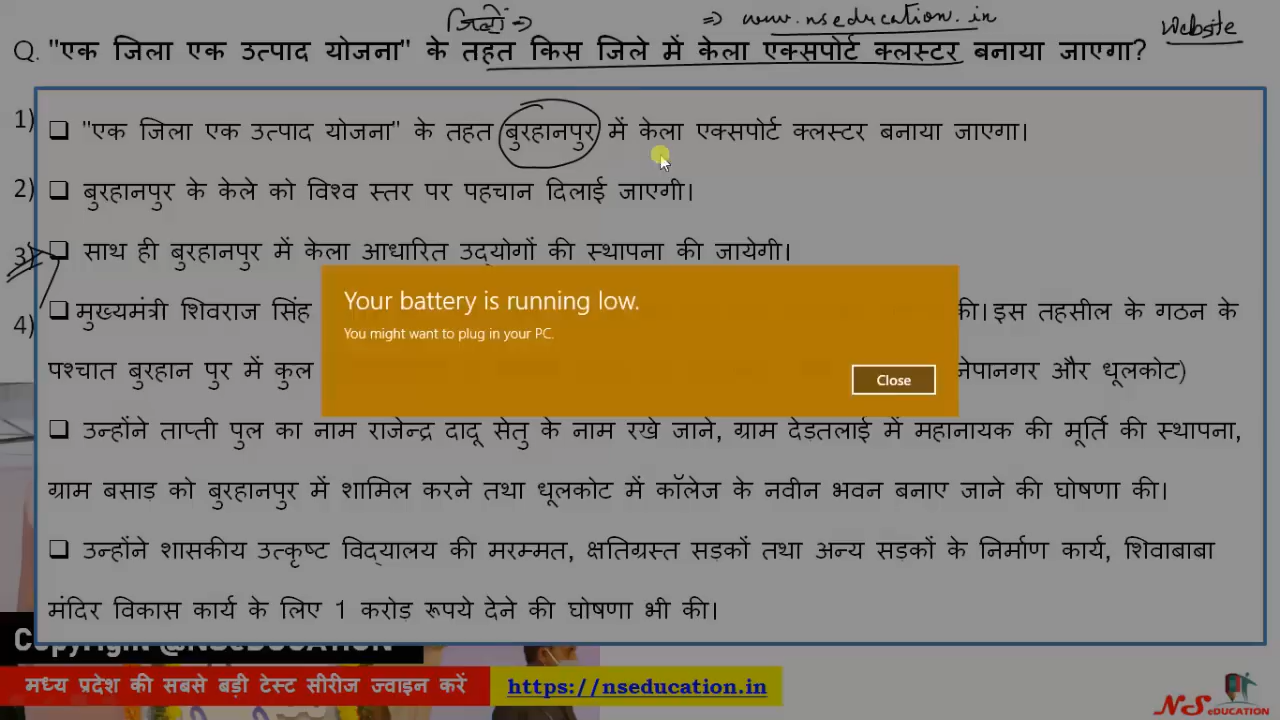 जिले ⇒ ⇒ www.nseducation.in Website
Q. "एक जिला एक उत्पाद योजना" के तहत किस जिले में केला एक्सपोर्ट क्लस्टर बनाया जाएगा?
1) ❑ "एक जिला एक उत्पाद योजना" के तहत बुरहानपुर में केला एक्सपोर्ट क्लस्टर बनाया जाएगा।
2) ❑ बुरहानपुर के केले को विश्व स्तर पर पहचान दिलाई जाएगी।
3) ❑ साथ ही बुरहानपुर में केला आधारित उद्योगों की स्थापना की जायेगी।
Your battery is running low.
You might want to plug in your PC.
Close
4) ❑ मुख्यमंत्री शिवराज सिंह की। इस तहसील के गठन के
पश्चात बुरहान पुर में कुल नेपानगर और धूलकोट)
❑ उन्होंने ताप्ती पुल का नाम राजेन्द्र दादू सेतु के नाम रखे जाने, ग्राम देडतलाई में महानायक की मूर्ति की स्थापना,
ग्राम बसाड को बुरहानपुर में शामिल करने तथा धूलकोट में कॉलेज के नवीन भवन बनाए जाने की घोषणा की।
❑ उन्होंने शासकीय उत्कृष्ट विद्यालय की मरम्मत, क्षतिग्रस्त सड़कों तथा अन्य सड़कों के निर्माण कार्य, शिवाबाबा
मंदिर विकास कार्य के लिए 1 करोड़ रूपये देने की घोषणा भी की।
Copyright @NSeDUCATION
मध्य प्रदेश की सबसे बड़ी टेस्ट सीरीज ज्वाइन करें https://nseducation.in
NS eDUCATION